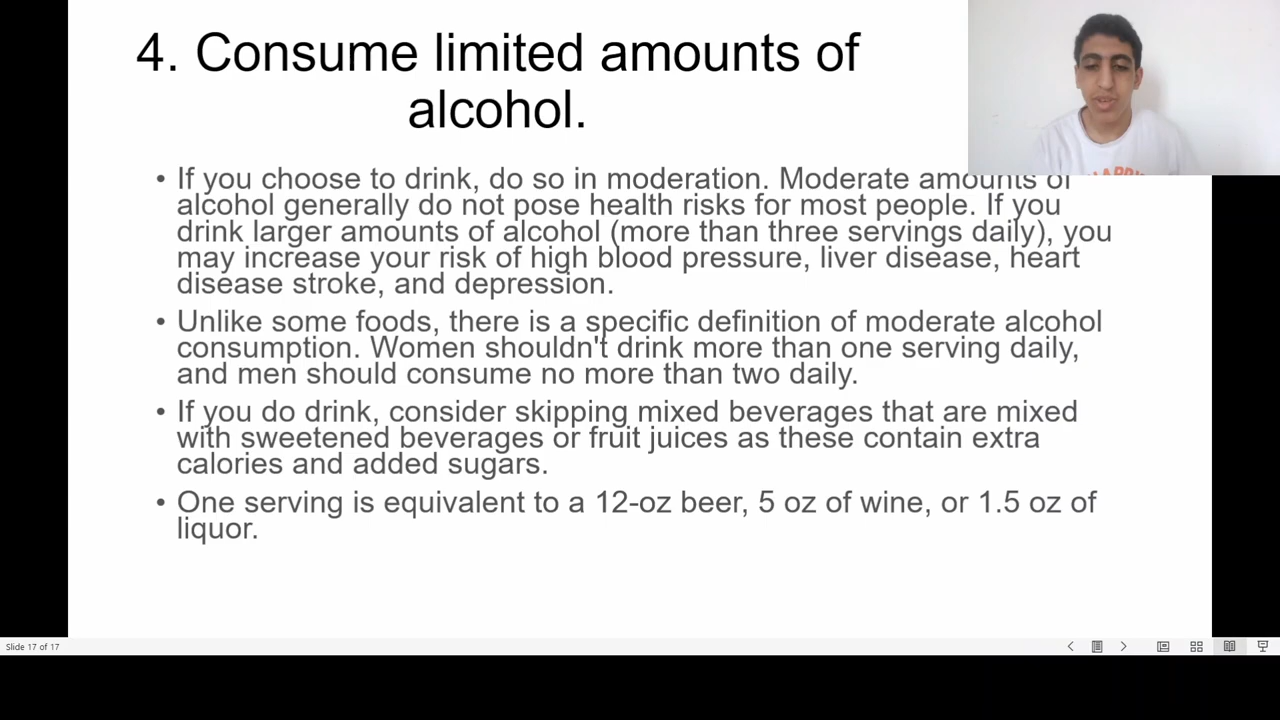 4. Consume limited amounts of
alcohol.
• If you choose to drink, do so in moderation. Moderate amounts of
alcohol generally do not pose health risks for most people. If you
drink larger amounts of alcohol (more than three servings daily), you
may increase your risk of high blood pressure, liver disease, heart
disease stroke, and depression.
• Unlike some foods, there is a specific definition of moderate alcohol
consumption. Women shouldn't drink more than one serving daily,
and men should consume no more than two daily.
• If you do drink, consider skipping mixed beverages that are mixed
with sweetened beverages or fruit juices as these contain extra
calories and added sugars.
• One serving is equivalent to a 12-oz beer, 5 oz of wine, or 1.5 oz of
liquor.
Slide 17 of 17